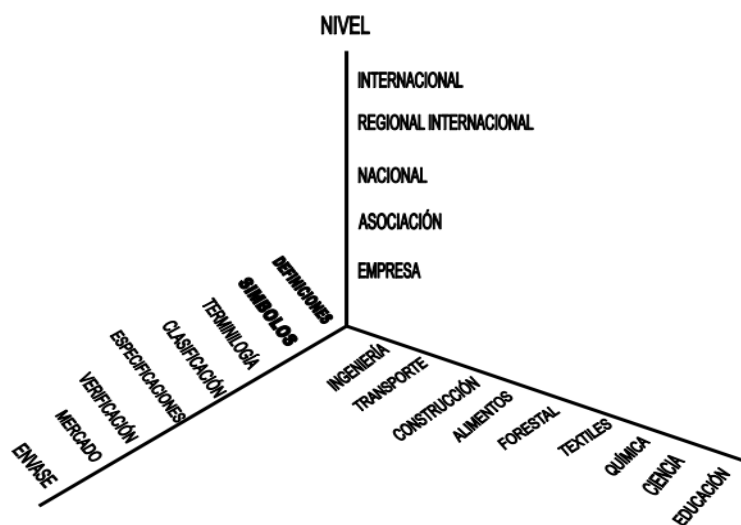 NIVEL
INTERNACIONAL
REGIONAL INTERNACIONAL
NACIONAL
ASOCIACIÓN
EMPRESA
DEFINICIONES
SIMBOLOS
TERMINILOGÍA
CLASIFICACIÓN
ESPECIFICACIONES
VERIFICACIÓN
MERCADO
ENVASE
INGENIERÍA
TRANSPORTE
CONSTRUCCIÓN
ALIMENTOS
FORESTAL
TEXTILES
QUÍMICA
CIENCIA
EDUCACIÓN